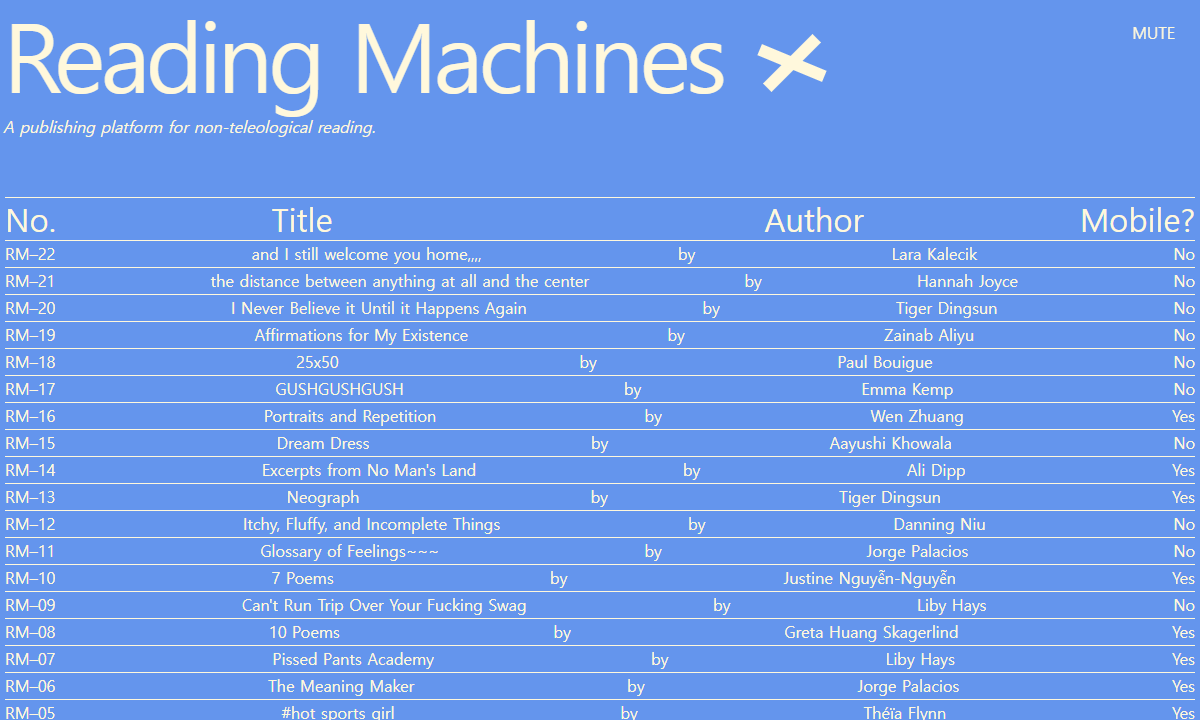 Reading Machines
MUTE
A publishing platform for non-teleological reading.
No. Title Author Mobile?
RM–22 and I still welcome you home,,,, by Lara Kalecik No
RM–21 the distance between anything at all and the center by Hannah Joyce No
RM–20 I Never Believe it Until it Happens Again by Tiger Dingsun No
RM–19 Affirmations for My Existence by Zainab Aliyu No
RM–18 25x50 by Paul Bouigue No
RM–17 GUSHGUSHGUSH by Emma Kemp No
RM–16 Portraits and Repetition by Wen Zhuang Yes
RM–15 Dream Dress by Aayushi Khowala No
RM–14 Excerpts from No Man's Land by Ali Dipp Yes
RM–13 Neograph by Tiger Dingsun Yes
RM–12 Itchy, Fluffy, and Incomplete Things by Danning Niu No
RM–11 Glossary of Feelings~~~ by Jorge Palacios No
RM–10 7 Poems by Justine Nguyễn-Nguyễn Yes
RM–09 Can't Run Trip Over Your Fucking Swag by Liby Hays No
RM–08 10 Poems by Greta Huang Skagerlind Yes
RM–07 Pissed Pants Academy by Liby Hays Yes
RM–06 The Meaning Maker by Jorge Palacios Yes
RM–05 #hot sports girl by Théïa Flynn Yes